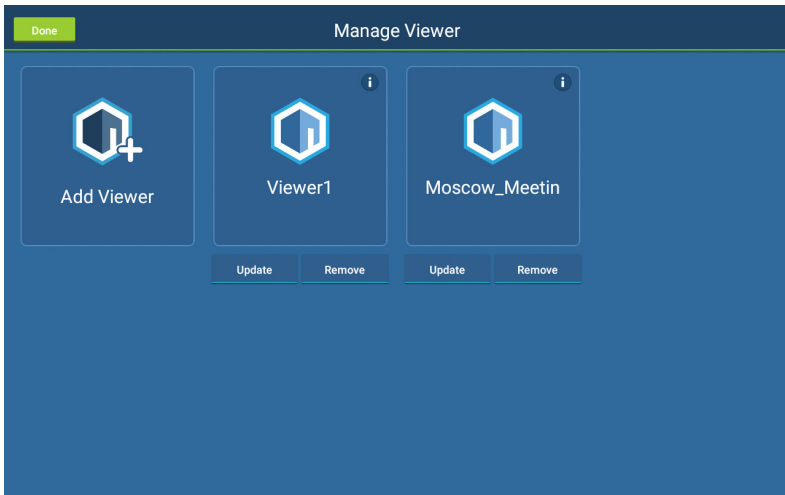 Done
Manage Viewer
Add Viewer
Viewer1
Moscow_Meetin
Update
Remove
Update
Remove